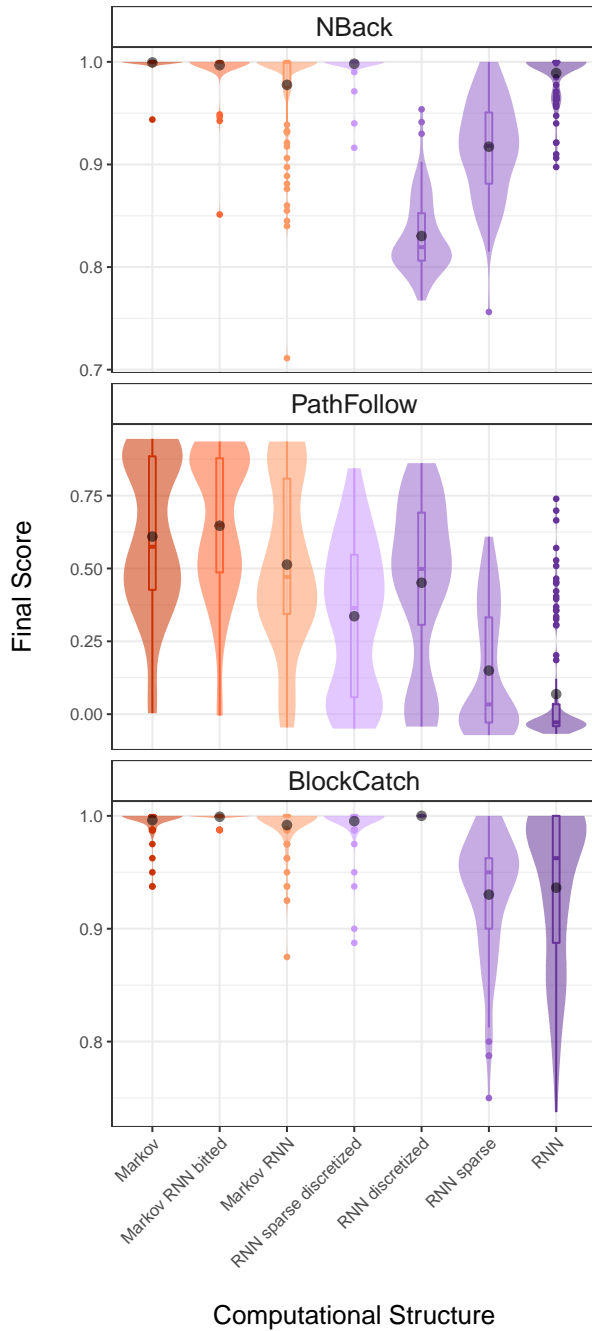 NBack
1.0
0.9
0.8
0.7
PathFollow
0.75
0.50
0.25
0.00
Final Score
BlockCatch
1.0
0.9
0.8
Markov
Markov RNN bitted
Markov RNN
RNN sparse discretized
RNN discretized
RNN sparse
RNN
Computational Structure